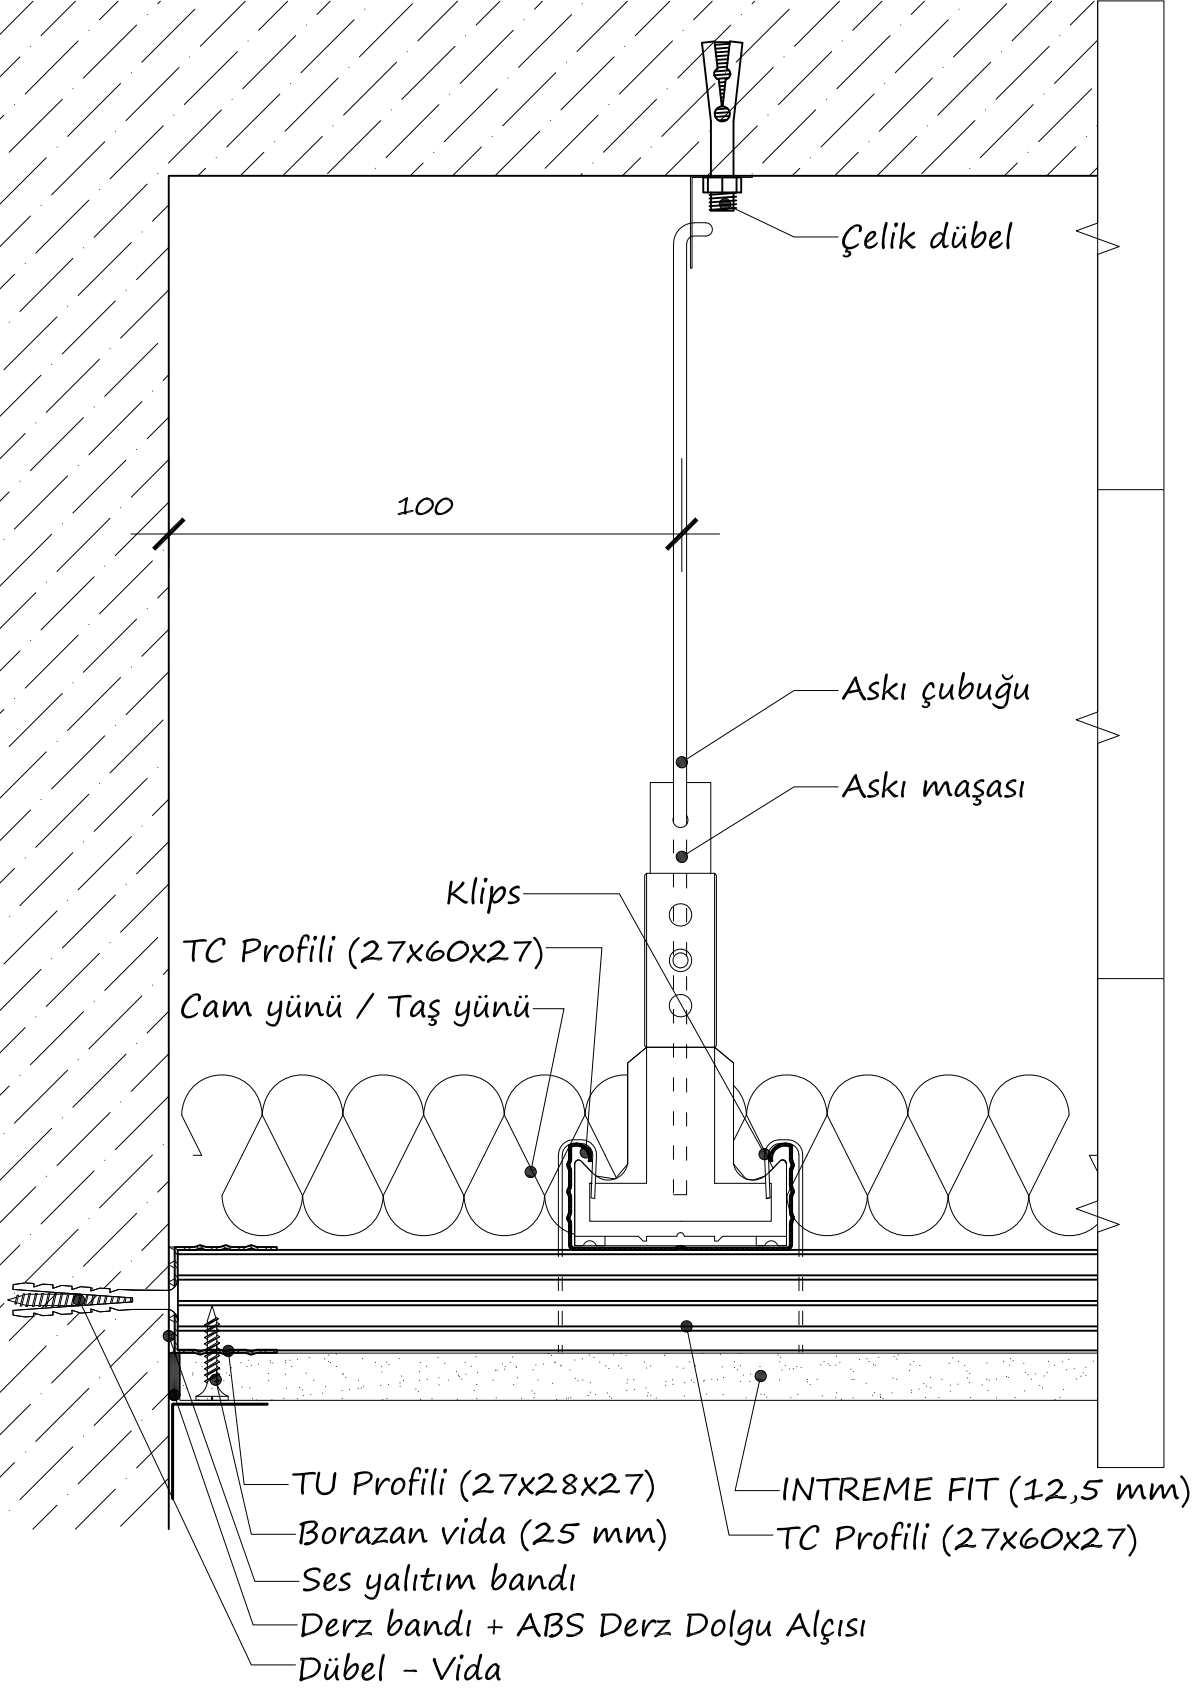 Çelik dübel
100
Askı çubuğu
Askı maşası
Klips
TC Profili (27x60x27)
Cam yünü / Taş yünü
TU Profili (27x28x27)
INTREME FIT (12,5 mm)
Borazan vida (25 mm)
TC Profili (27x60x27)
Ses yalıtım bandı
Derz bandı + ABS Derz Dolgu Alçısı
Dübel - Vida